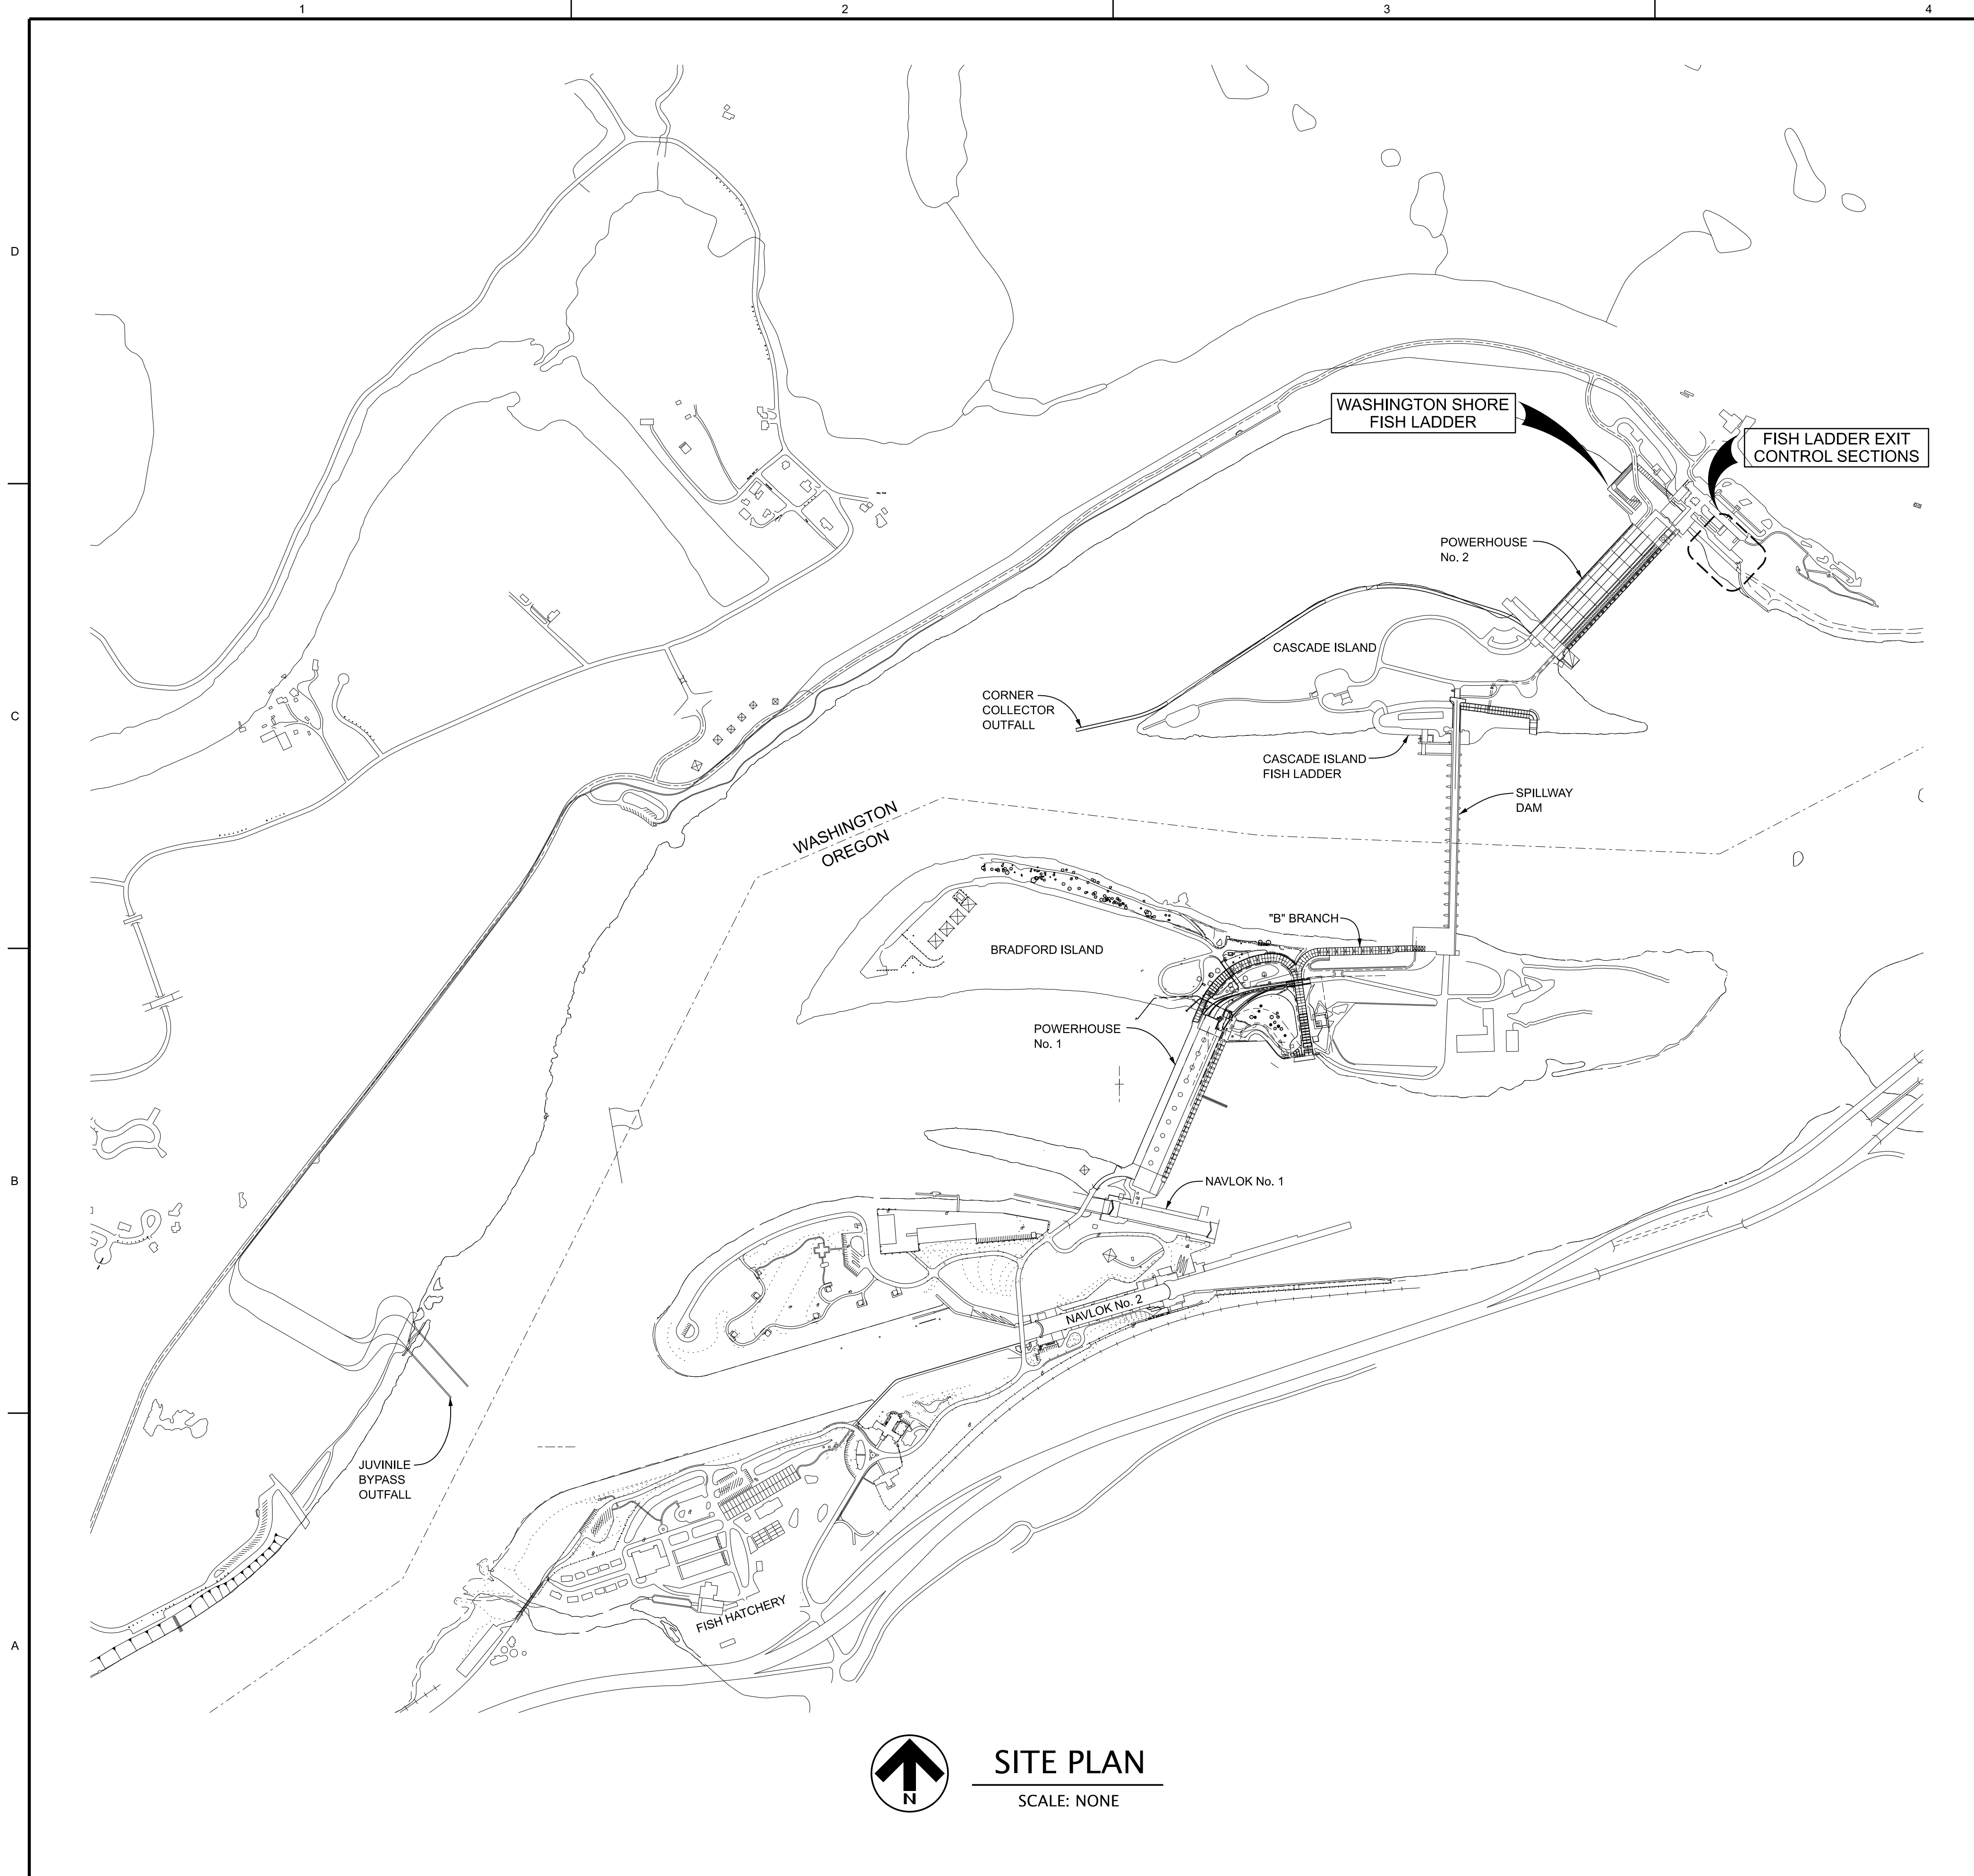 1
2
3
4
D
WASHINGTON SHORE
FISH LADDER
FISH LADDER EXIT
CONTROL SECTIONS
POWERHOUSE
No. 2
CASCADE ISLAND
CORNER
COLLECTOR
OUTFALL
C
CASCADE ISLAND
FISH LADDER
SPILLWAY
DAM
WASHINGTON
OREGON
"B" BRANCH
BRADFORD ISLAND
POWERHOUSE
No. 1
B
NAVLOK No. 1
NAVLOK No. 2
JUVINILE
BYPASS
OUTFALL
FISH HATCHERY
A
N
SITE PLAN
SCALE: NONE